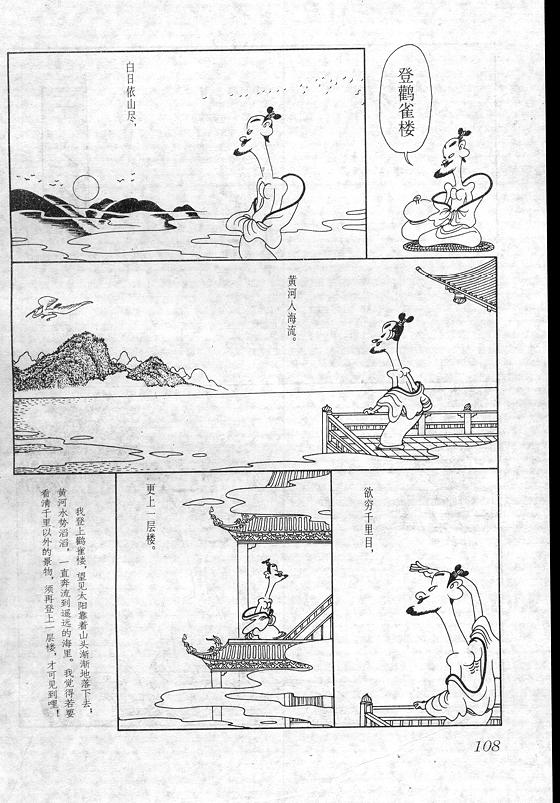 登鹳雀楼
白日依山尽，
黄河入海流。
欲穷千里目，
更上一层楼。
我登上鹳雀楼，望见太阳靠着山头渐渐地落下去；
黄河水势滔滔，一直奔流到遥远的海里。我觉得若要
看清千里以外的景物，须再登上一层楼，才可见到哩！
108